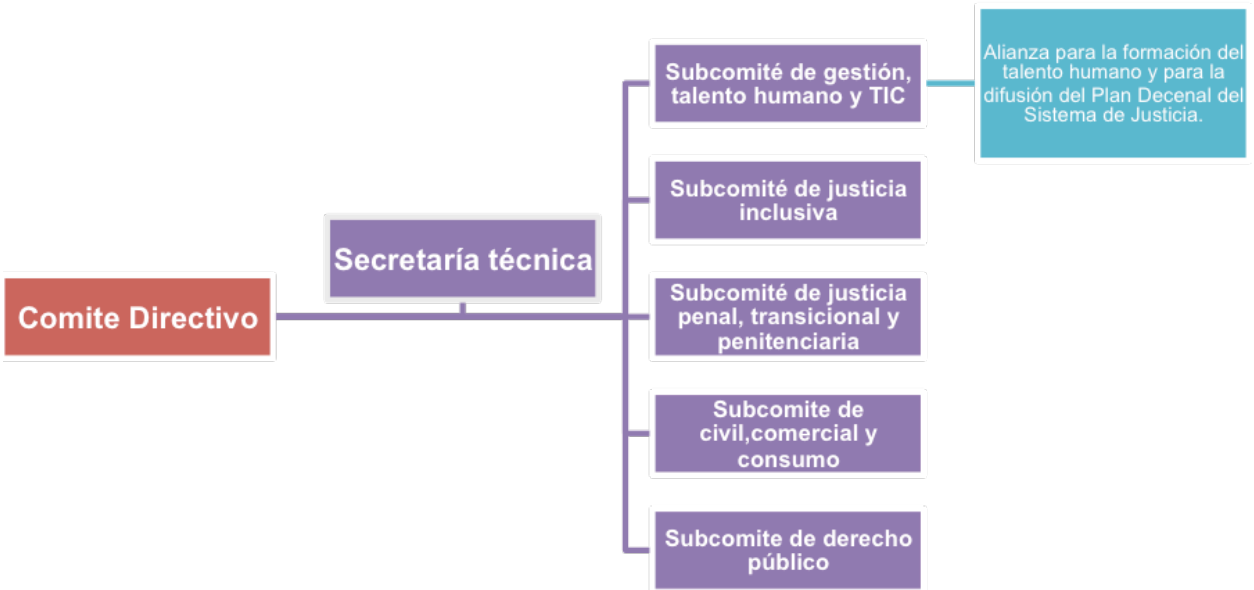 Comite Directivo
Secretaría técnica
Subcomité de gestión,
talento humano y TIC
Alianza para la formación del
talento humano y para la
difusión del Plan Decenal del
Sistema de Justicia.
Subcomité de justicia
inclusiva
Subcomité de justicia
penal, transicional y
penitenciaria
Subcomite de
civil,comercial y
consumo
Subcomite de derecho
público